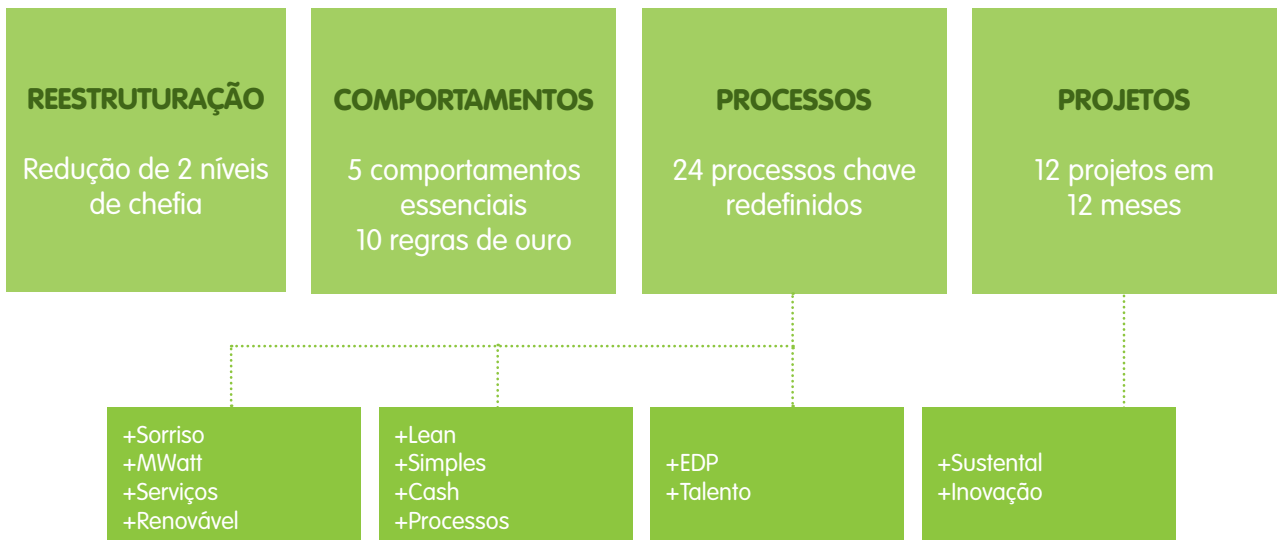 REESTRUTURAÇÃO
Redução de 2 níveis
de chefia
COMPORTAMENTOS
5 comportamentos
essenciais
10 regras de ouro
PROCESSOS
24 processos chave
redefinidos
PROJETOS
12 projetos em
12 meses
+Sorriso
+MWatt
+Serviços
+Renovável
+Lean
+Simples
+Cash
+Processos
+EDP
+Talento
+Sustental
+Inovação